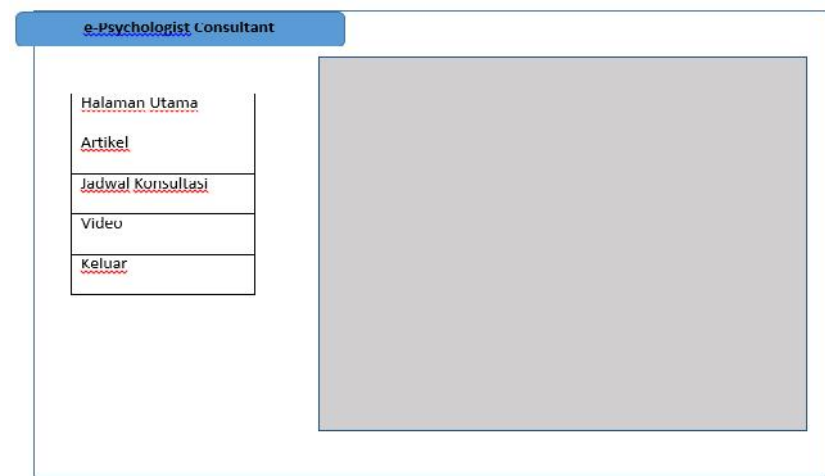 e-Psychologist Consultant
Halaman Utama
Artikel
Jadwal Konsultasi
Video
Keluar